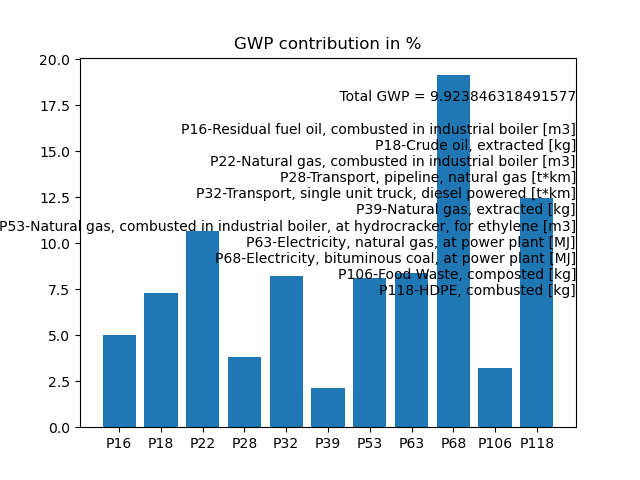 GWP contribution in %
20.0
17.5
15.0
12.5
10.0
7.5
5.0
2.5
0.0
Total GWP = 9.923846318491577
P16-Residual fuel oil, combusted in industrial boiler [m3]
P18-Crude oil, extracted [kg]
P22-Natural gas, combusted in industrial boiler [m3]
P28-Transport, pipeline, natural gas [t*km]
P32-Transport, single unit truck, diesel powered [t*km]
P39-Natural gas, extracted [kg]
P53-Natural gas, combusted in industrial boiler, at hydrocracker, for ethylene [m3]
P63-Electricity, natural gas, at power plant [MJ]
P68-Electricity, bituminous coal, at power plant [MJ]
P106-Food Waste, composted [kg]
P118-HDPE, combusted [kg]
P16 P18 P22 P28 P32 P39 P53 P63 P68 P106 P118